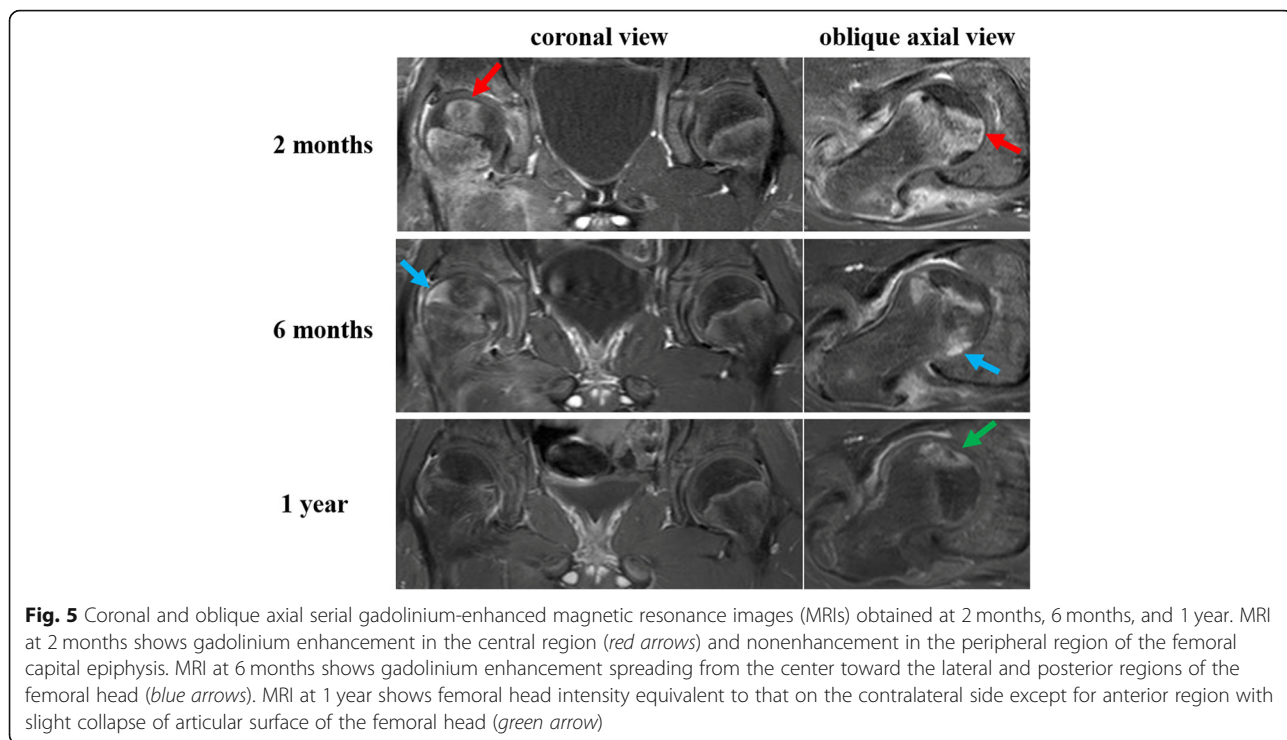 coronal view
oblique axial view
2 months
6 months
1 year
Fig. 5 Coronal and oblique axial serial gadolinium-enhanced magnetic resonance images (MRIs) obtained at 2 months, 6 months, and 1 year. MRI
at 2 months shows gadolinium enhancement in the central region (red arrows) and nonenhancement in the peripheral region of the femoral
capital epiphysis. MRI at 6 months shows gadolinium enhancement spreading from the center toward the lateral and posterior regions of the
femoral head (blue arrows). MRI at 1 year shows femoral head intensity equivalent to that on the contralateral side except for anterior region with
slight collapse of articular surface of the femoral head (green arrow)